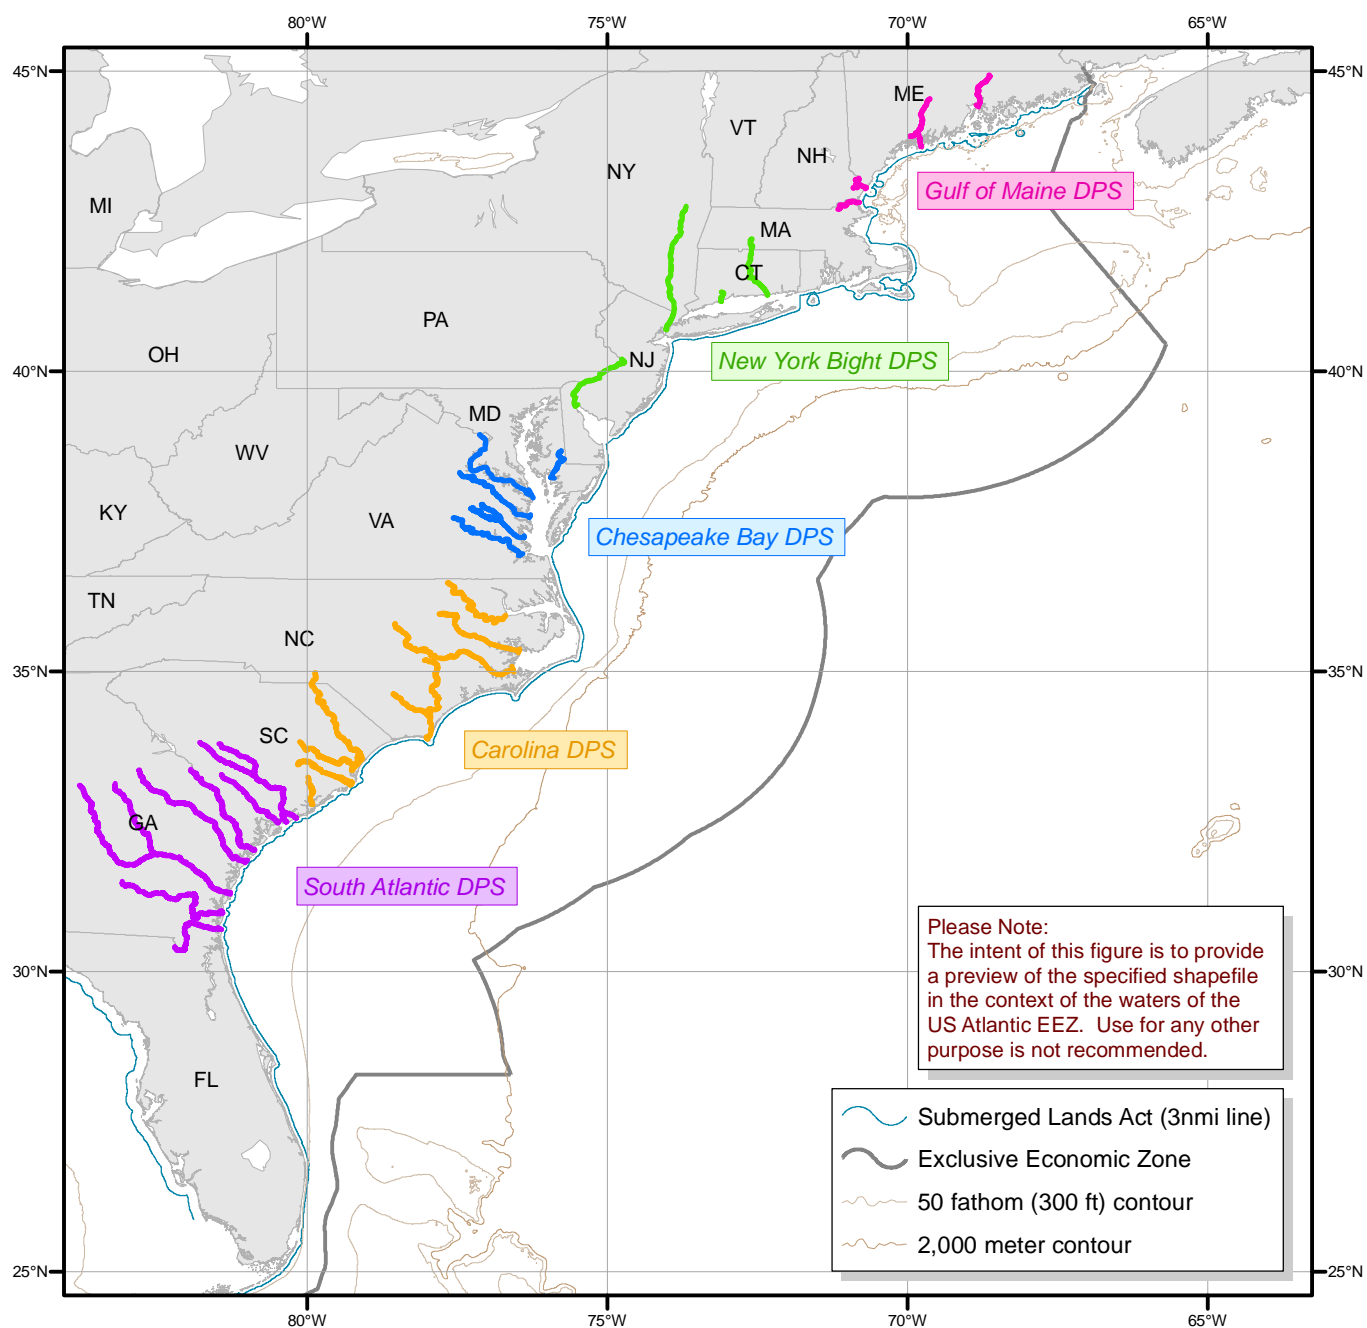 80°W
75°W
70°W
65°W
45°N
45°N
ME
VT
NH
NY
MI
Gulf of Maine DPS
MA
CT
PA
OH
NJ
New York Bight DPS
40°N
40°N
MD
WV
KY
VA
Chesapeake Bay DPS
TN
NC
35°N
35°N
SC
Carolina DPS
GA
South Atlantic DPS
30°N
30°N
Please Note:
The intent of this figure is to provide
a preview of the specified shapefile
in the context of the waters of the
US Atlantic EEZ.  Use for any other
purpose is not recommended.
FL
Submerged Lands Act (3nmi line)
Exclusive Economic Zone
50 fathom (300 ft) contour
2,000 meter contour
25°N
25°N
80°W
75°W
70°W
65°W